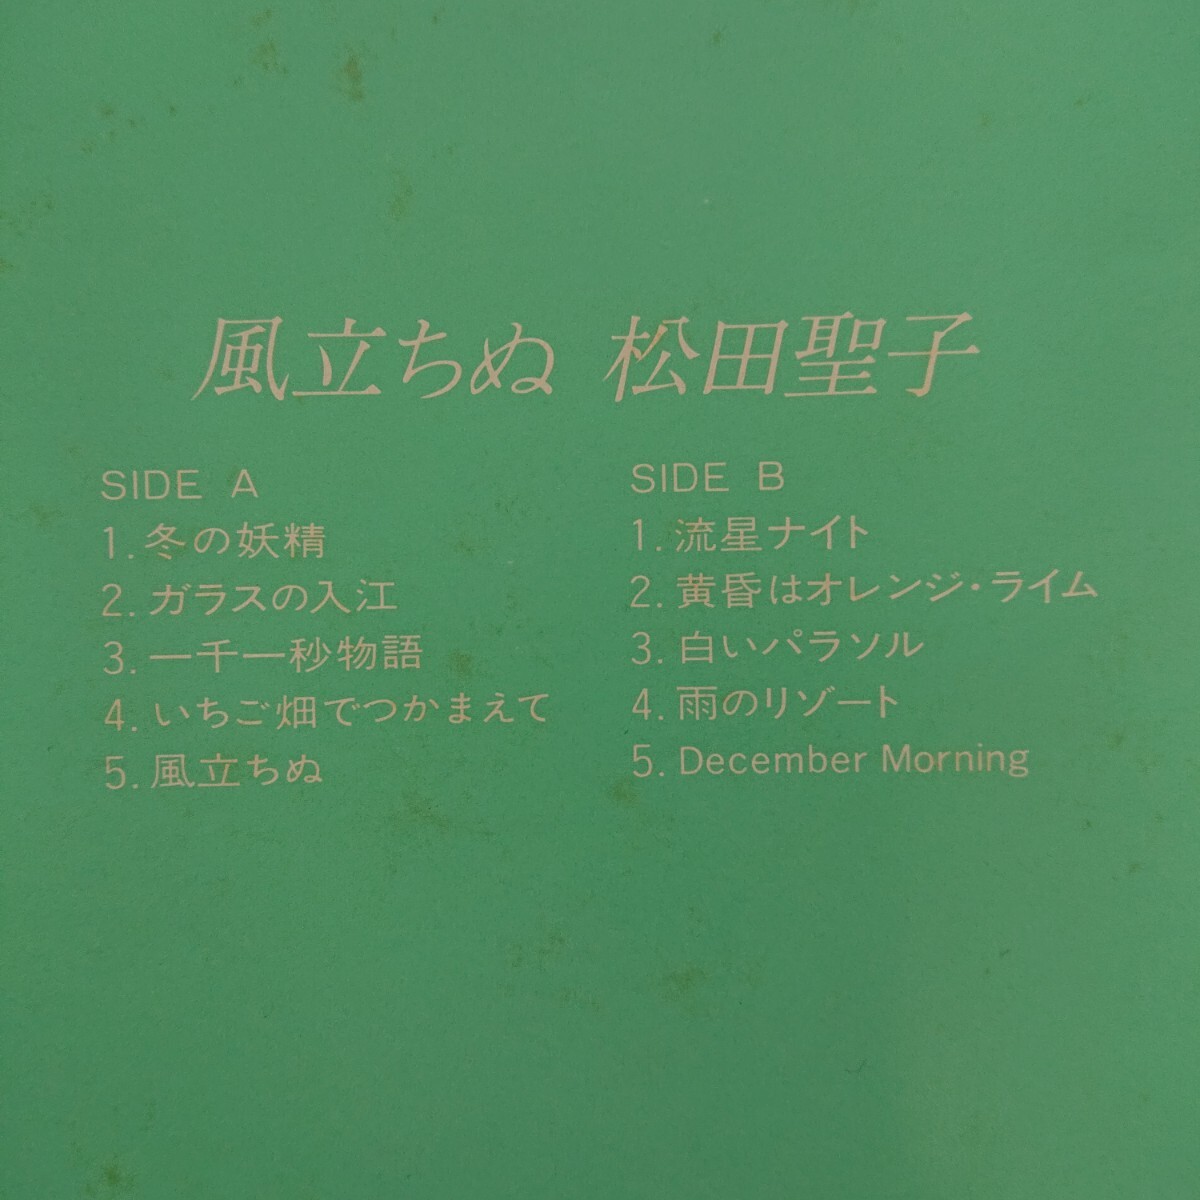 風立ちぬ 松田聖子
SIDE A
1. 冬の妖精
2. ガラスの入江
3. 一千一秒物語
4. いちご畑でつかまえて
5. 風立ちぬ
SIDE B
1. 流星ナイト
2. 黄昏はオレンジ・ライム
3. 白いパラソル
4. 雨のリゾート
5. December Morning